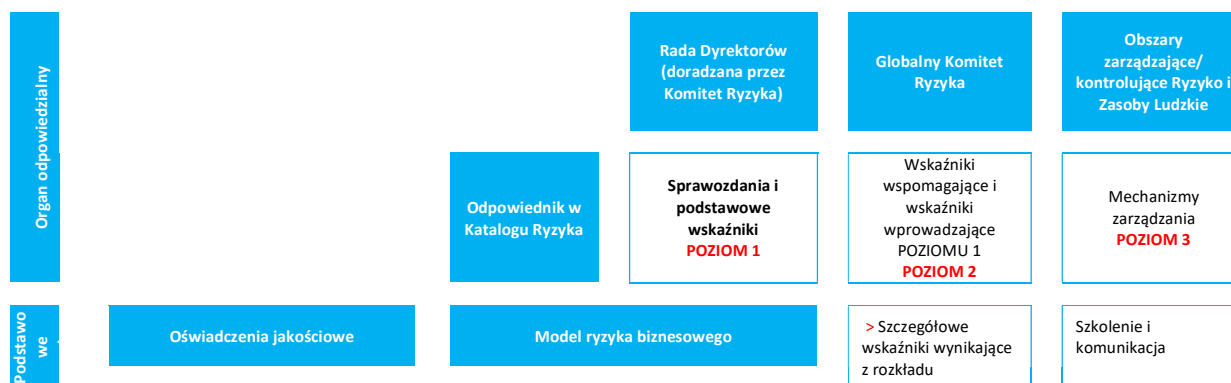 Organ odpowiedzialny
Rada Dyrektorów
(doradzana przez
Komitet Ryzyka)
Globalny Komitet
Ryzyka
Obszary
zarządzające/
kontrolujące Ryzyko i
Zasoby Ludzkie
Odpowiednik w
Katalogu Ryzyka
Sprawozdania i
podstawowe
wskaźniki
POZIOM 1
Wskaźniki
wspomagające i
wskaźniki
wprowadzające
POZIOMU 1
POZIOM 2
Mechanizmy
zarządzania
POZIOM 3
Podstawo
we
Oświadczenia jakościowe
Model ryzyka biznesowego
> Szczegółowe
wskaźniki wynikające
z rozkładu
Szkolenie i
komunikacja